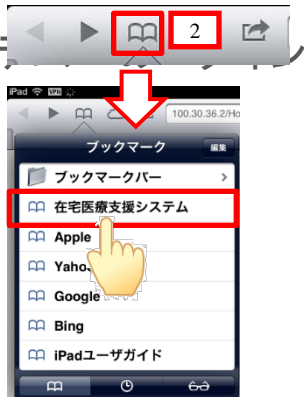 2
iPad
100.30.36.2/Ho
ブックマーク
編集
ブックマークバー
在宅医療支援システム
Apple
Yaho
Google
Bing
iPadユーザガイド